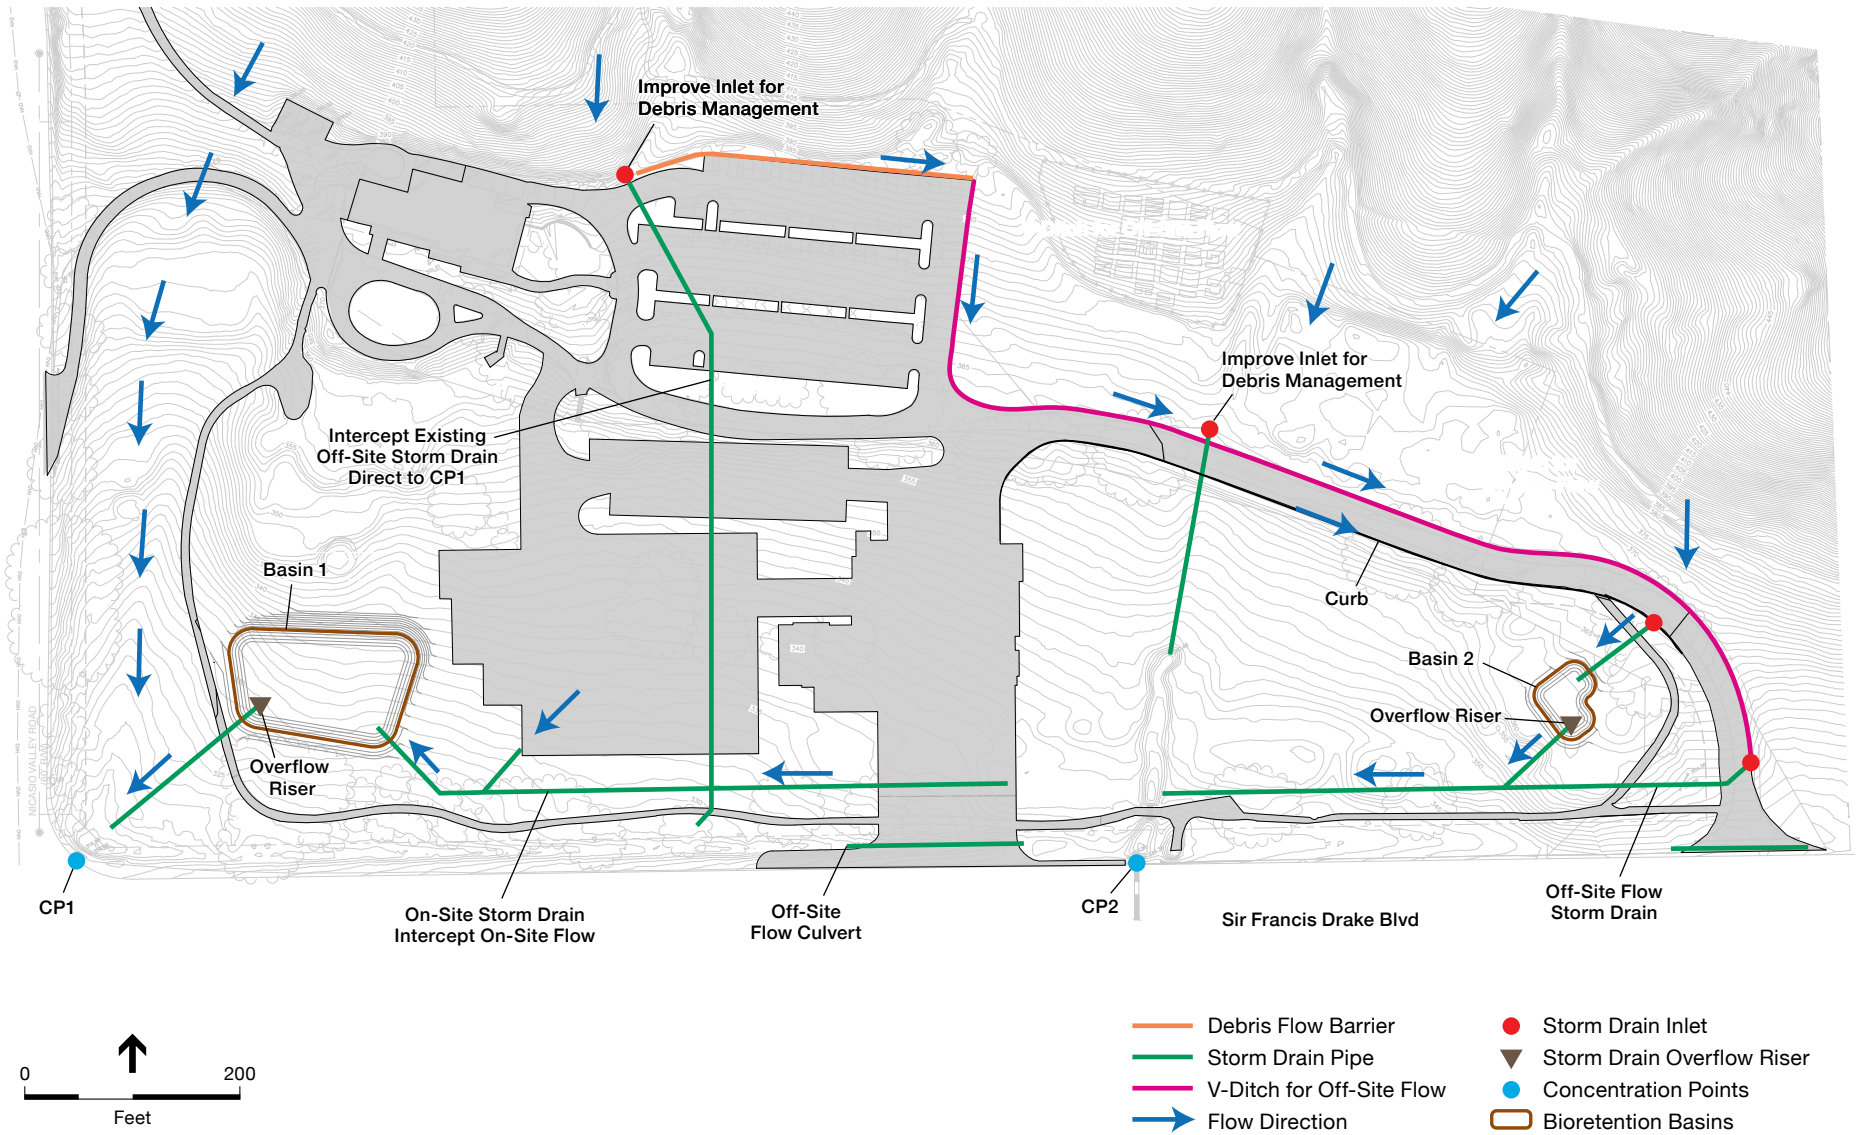 Improve Inlet for
Debris Management
Improve Inlet for
Debris Management
Intercept Existing
Off-Site Storm Drain
Direct to CP1
Basin 1
Curb
Basin 2
Overflow Riser
Overflow
Riser
NICASIO VALLEY ROAD
CP1
On-Site Storm Drain
Intercept On-Site Flow
Off-Site
Flow Culvert
CP2
Sir Francis Drake Blvd
Off-Site Flow
Storm Drain
0 200
Feet
Debris Flow Barrier
Storm Drain Pipe
V-Ditch for Off-Site Flow
Flow Direction
Storm Drain Inlet
Storm Drain Overflow Riser
Concentration Points
Bioretention Basins